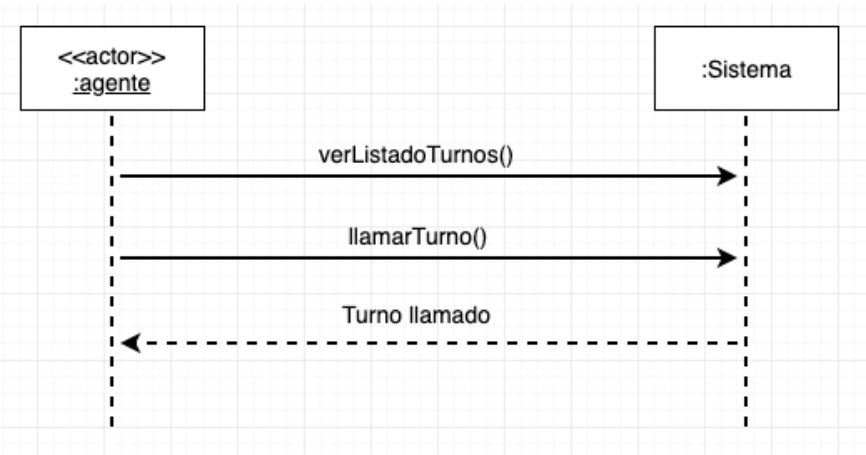 <<actor>>
:agente
:Sistema
verListadoTurnos()
llamarTurno()
Turno llamado